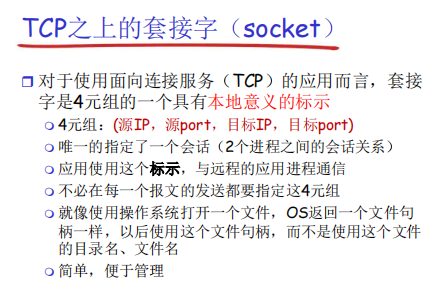 TCP之上的套接字（socket）
对于使用面向连接服务（TCP）的应用而言，套接
字是4元组的一个具有本地意义的标示
4元组：(源IP，源port，目标IP，目标port)
唯一的指定了一个会话（2个进程之间的会话关系）
应用使用这个标示，与远程的应用进程通信
不必在每一个报文的发送都要指定这4元组
就像使用操作系统打开一个文件，OS返回一个文件句
柄一样，以后使用这个文件句柄，而不是使用这个文件
的目录名、文件名
简单，便于管理